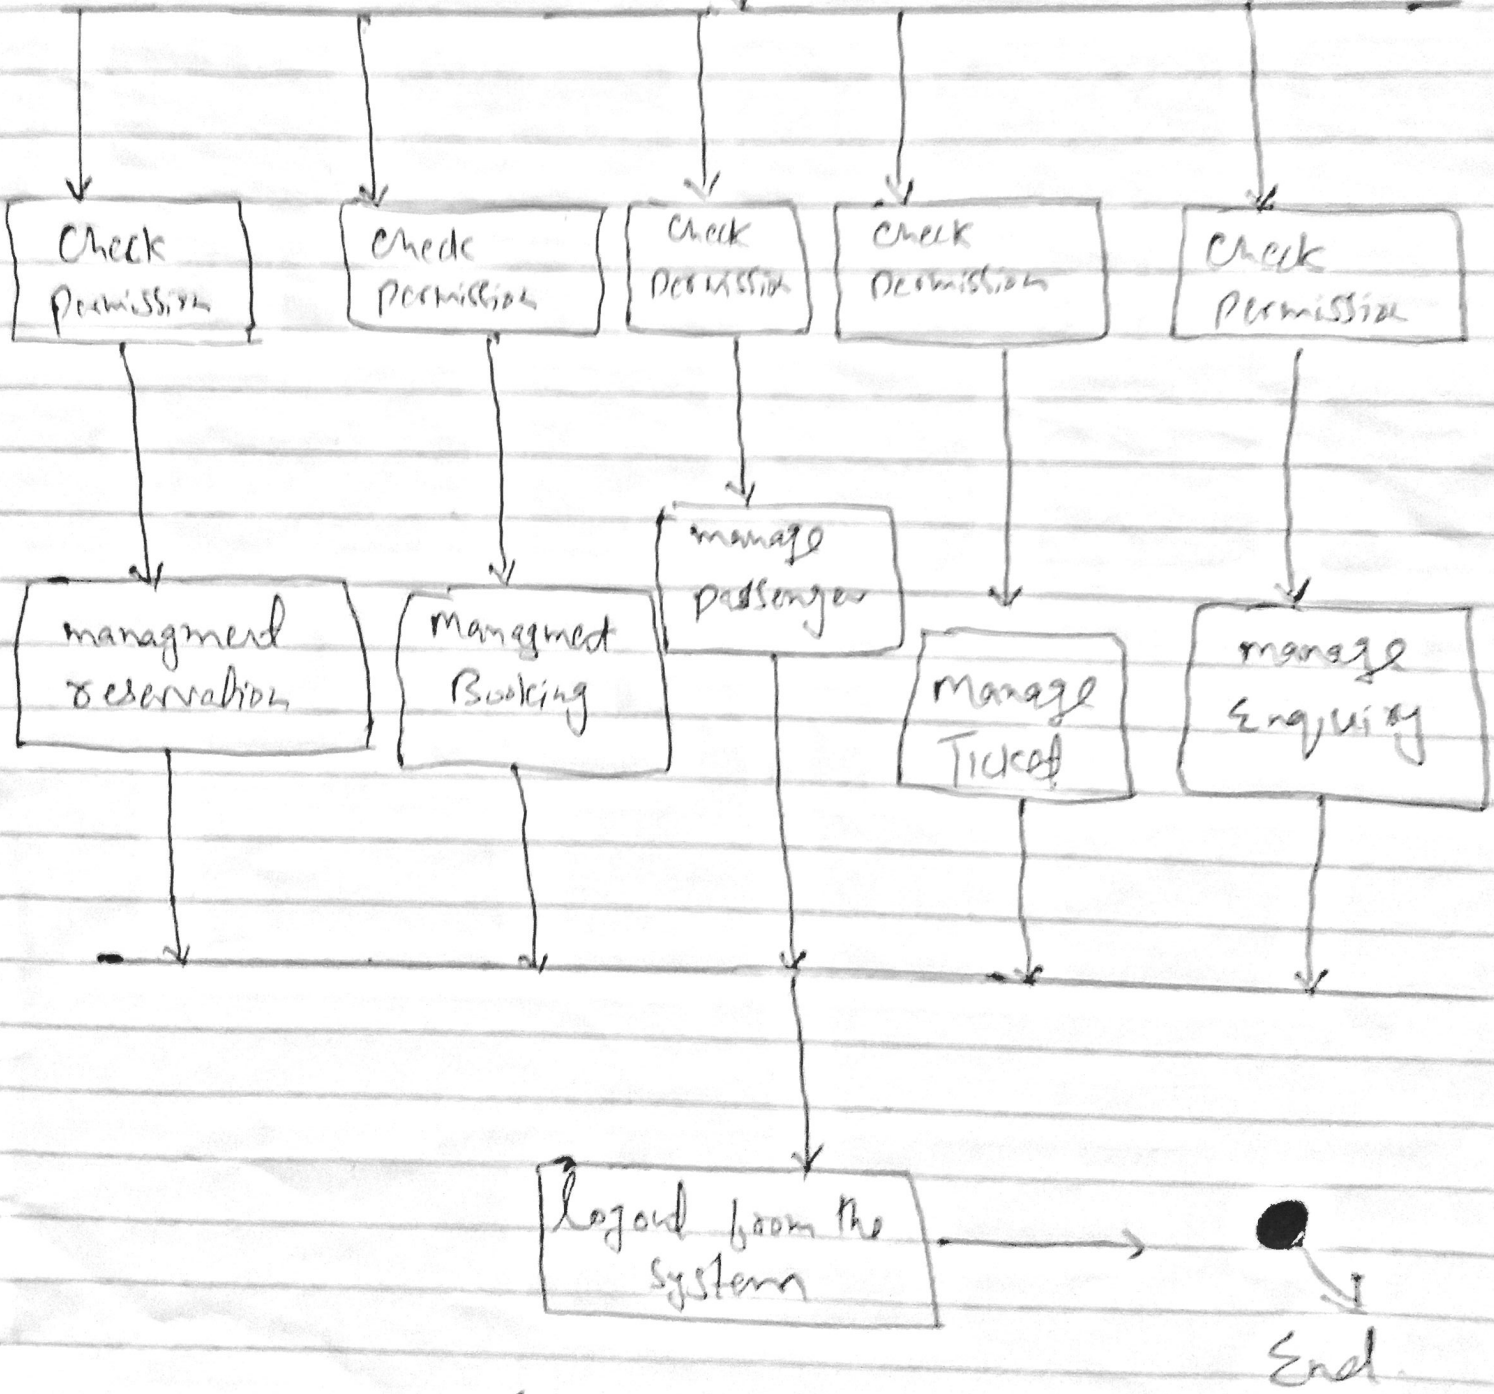 Check
permission
Check
permission
Check
permission
Check
permission
Check
permission
managment
reservation
Managmet
Booking
manage
passenger
Manage
Ticket
manage
Enquiry
logout from the
system
End